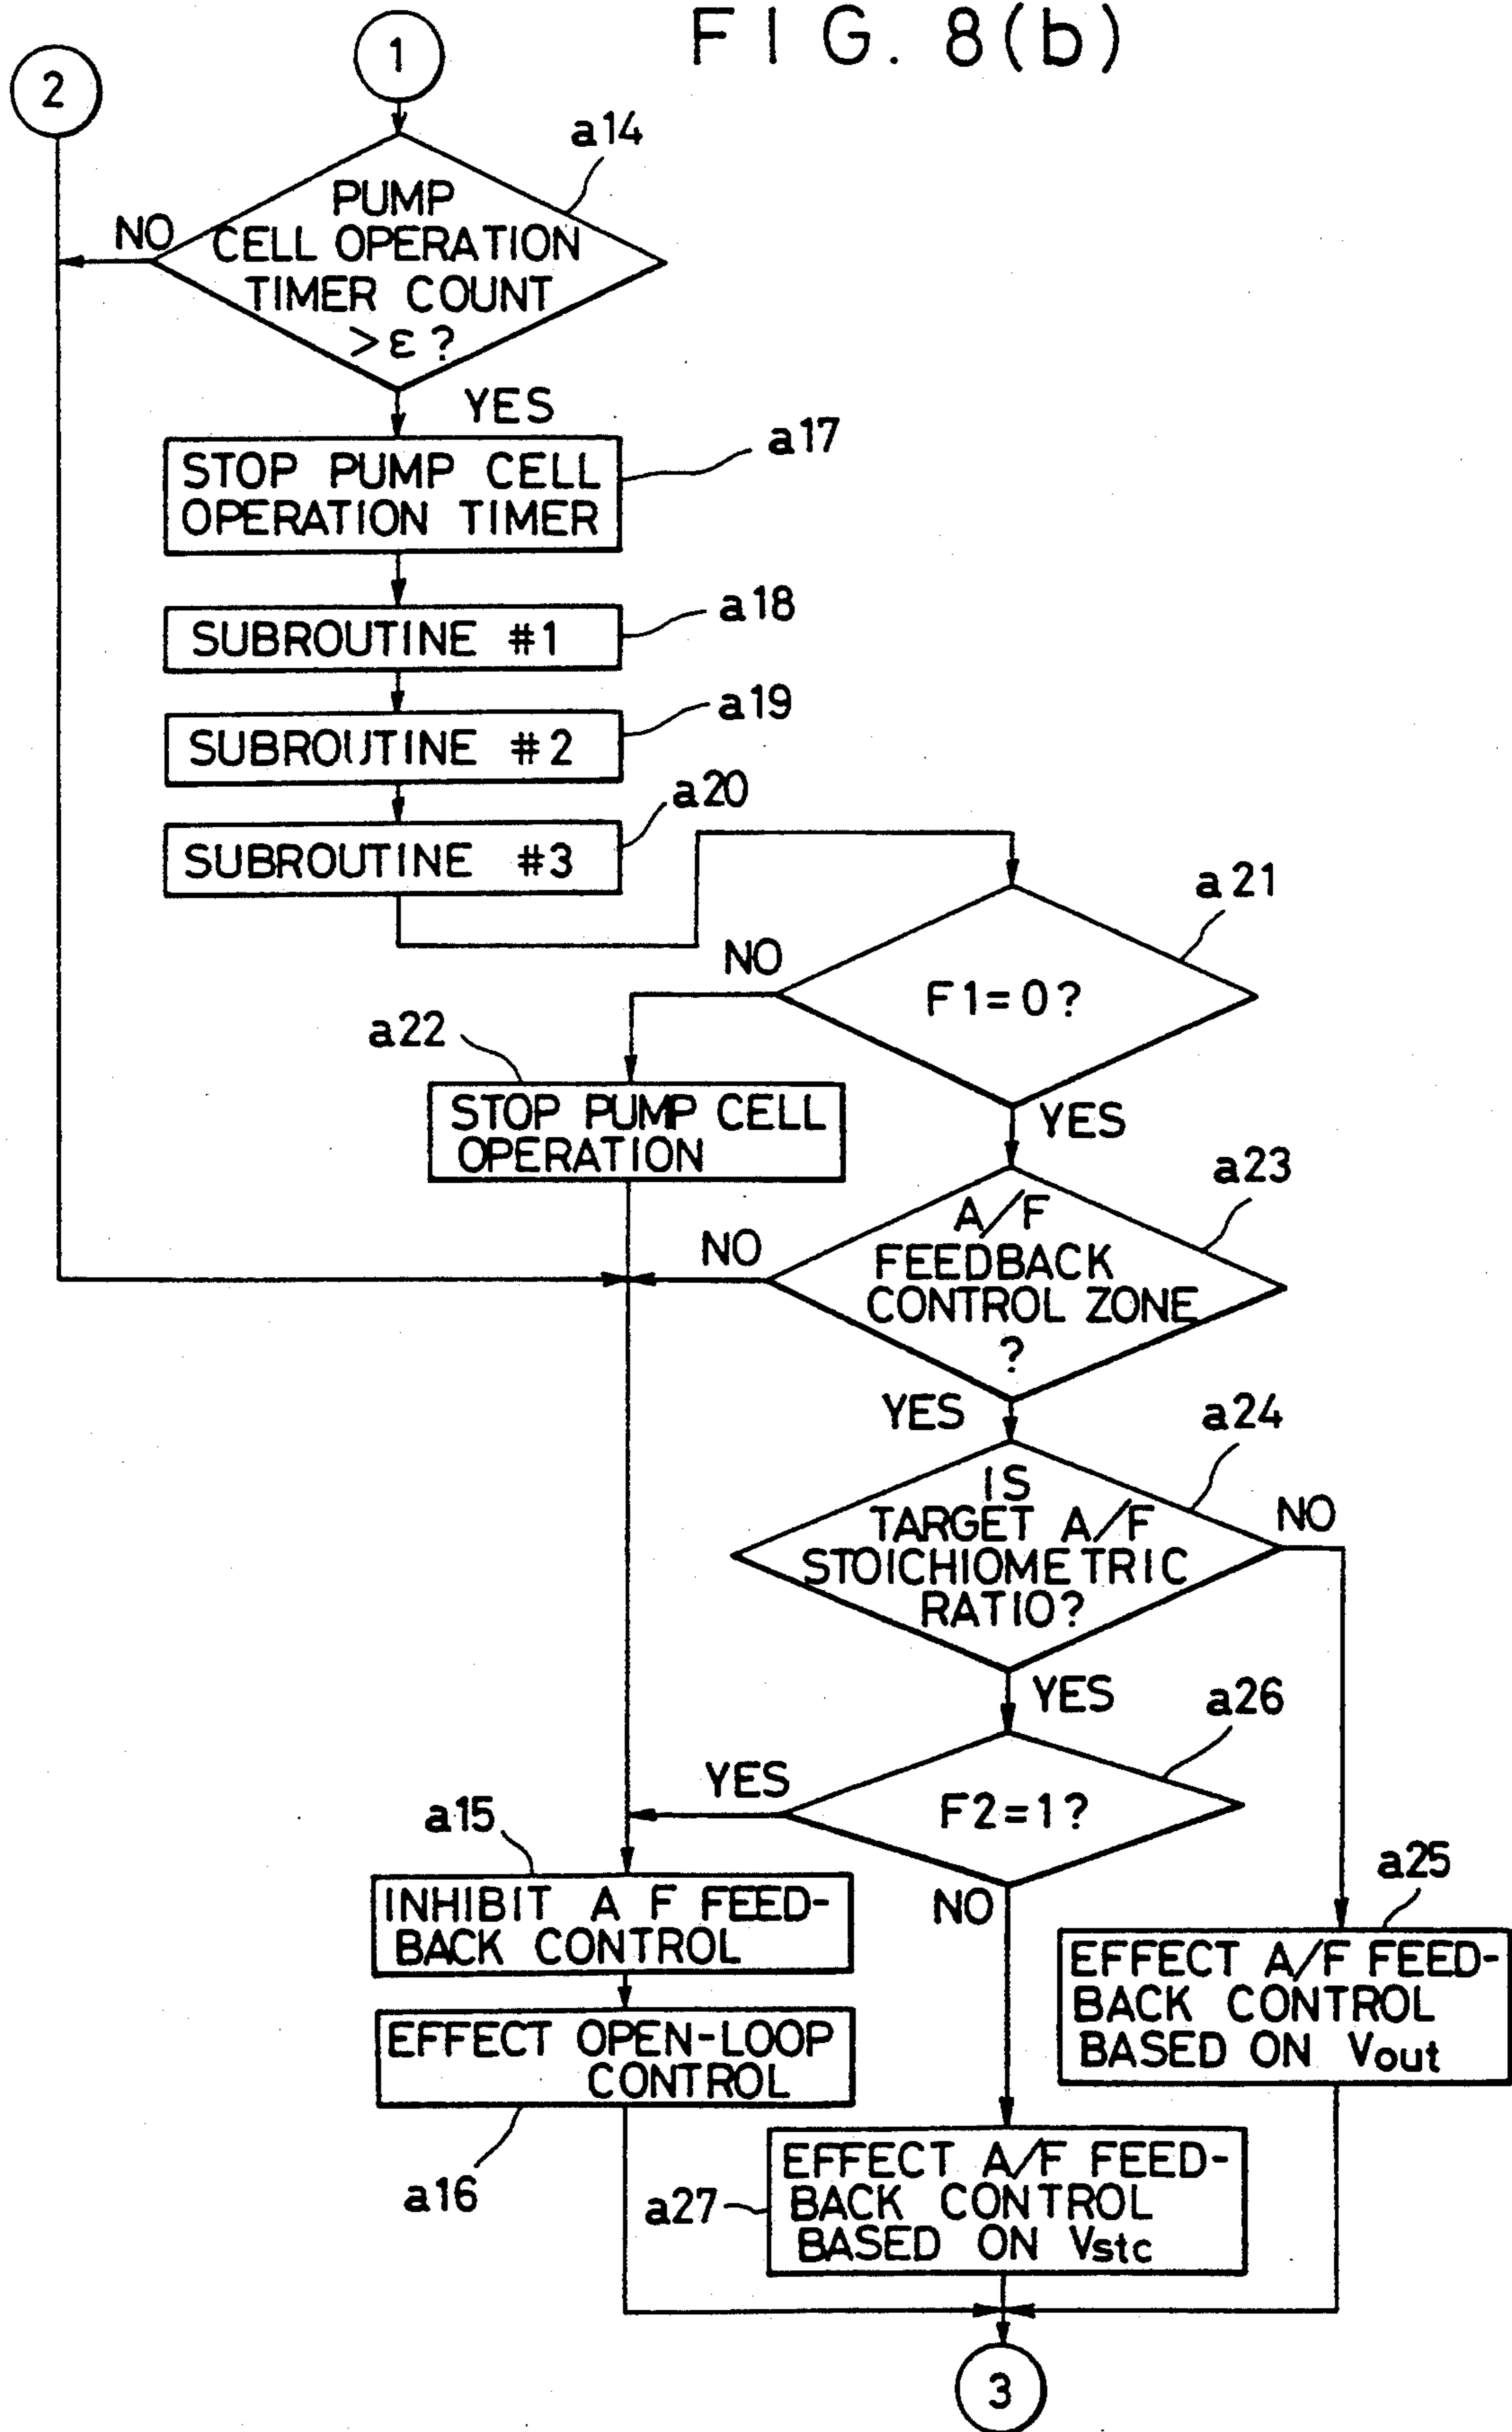 FIG. 8(b)
2
1
a14
PUMP
CELL OPERATION
TIMER COUNT
>ε?
NO
YES
a17
STOP PUMP CELL
OPERATION TIMER
a18
SUBROUTINE #1
a19
SUBROUTINE #2
a20
SUBROUTINE #3
a21
NO
F1=0?
a22
YES
STOP PUMP CELL
OPERATION
a23
A/F
FEEDBACK
CONTROL ZONE
?
NO
YES
a24
IS
TARGET A/F
STOICHIOMETRIC
RATIO?
NO
YES
a26
YES
F2=1?
a15
NO
a25
INHIBIT A F FEED-
BACK CONTROL
EFFECT A/F FEED-
BACK CONTROL
BASED ON Vout
EFFECT OPEN-LOOP
CONTROL
a16
a27
EFFECT A/F FEED-
BACK CONTROL
BASED ON Vstc
3